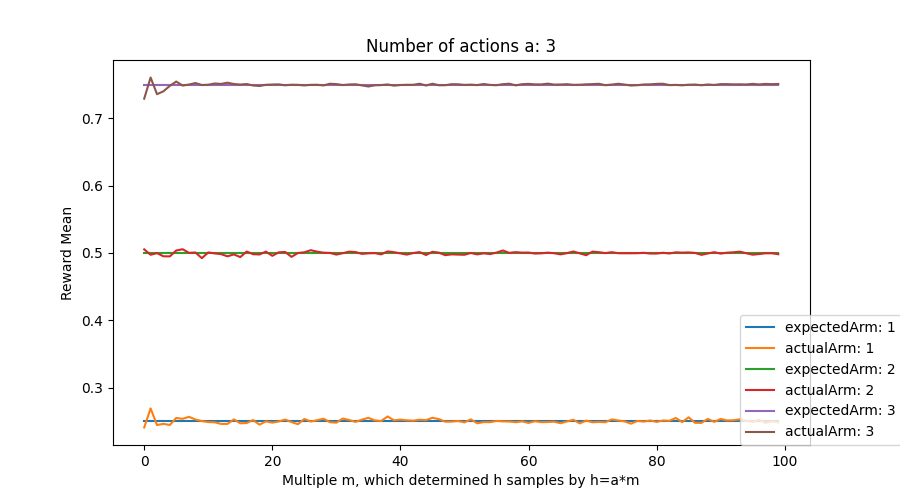 Number of actions a: 3
Reward Mean
0.7
0.6
0.5
0.4
0.3
0
20
40
60
80
100
Multiple m, which determined h samples by h=a*m
expectedArm: 1
actualArm: 1
expectedArm: 2
actualArm: 2
expectedArm: 3
actualArm: 3